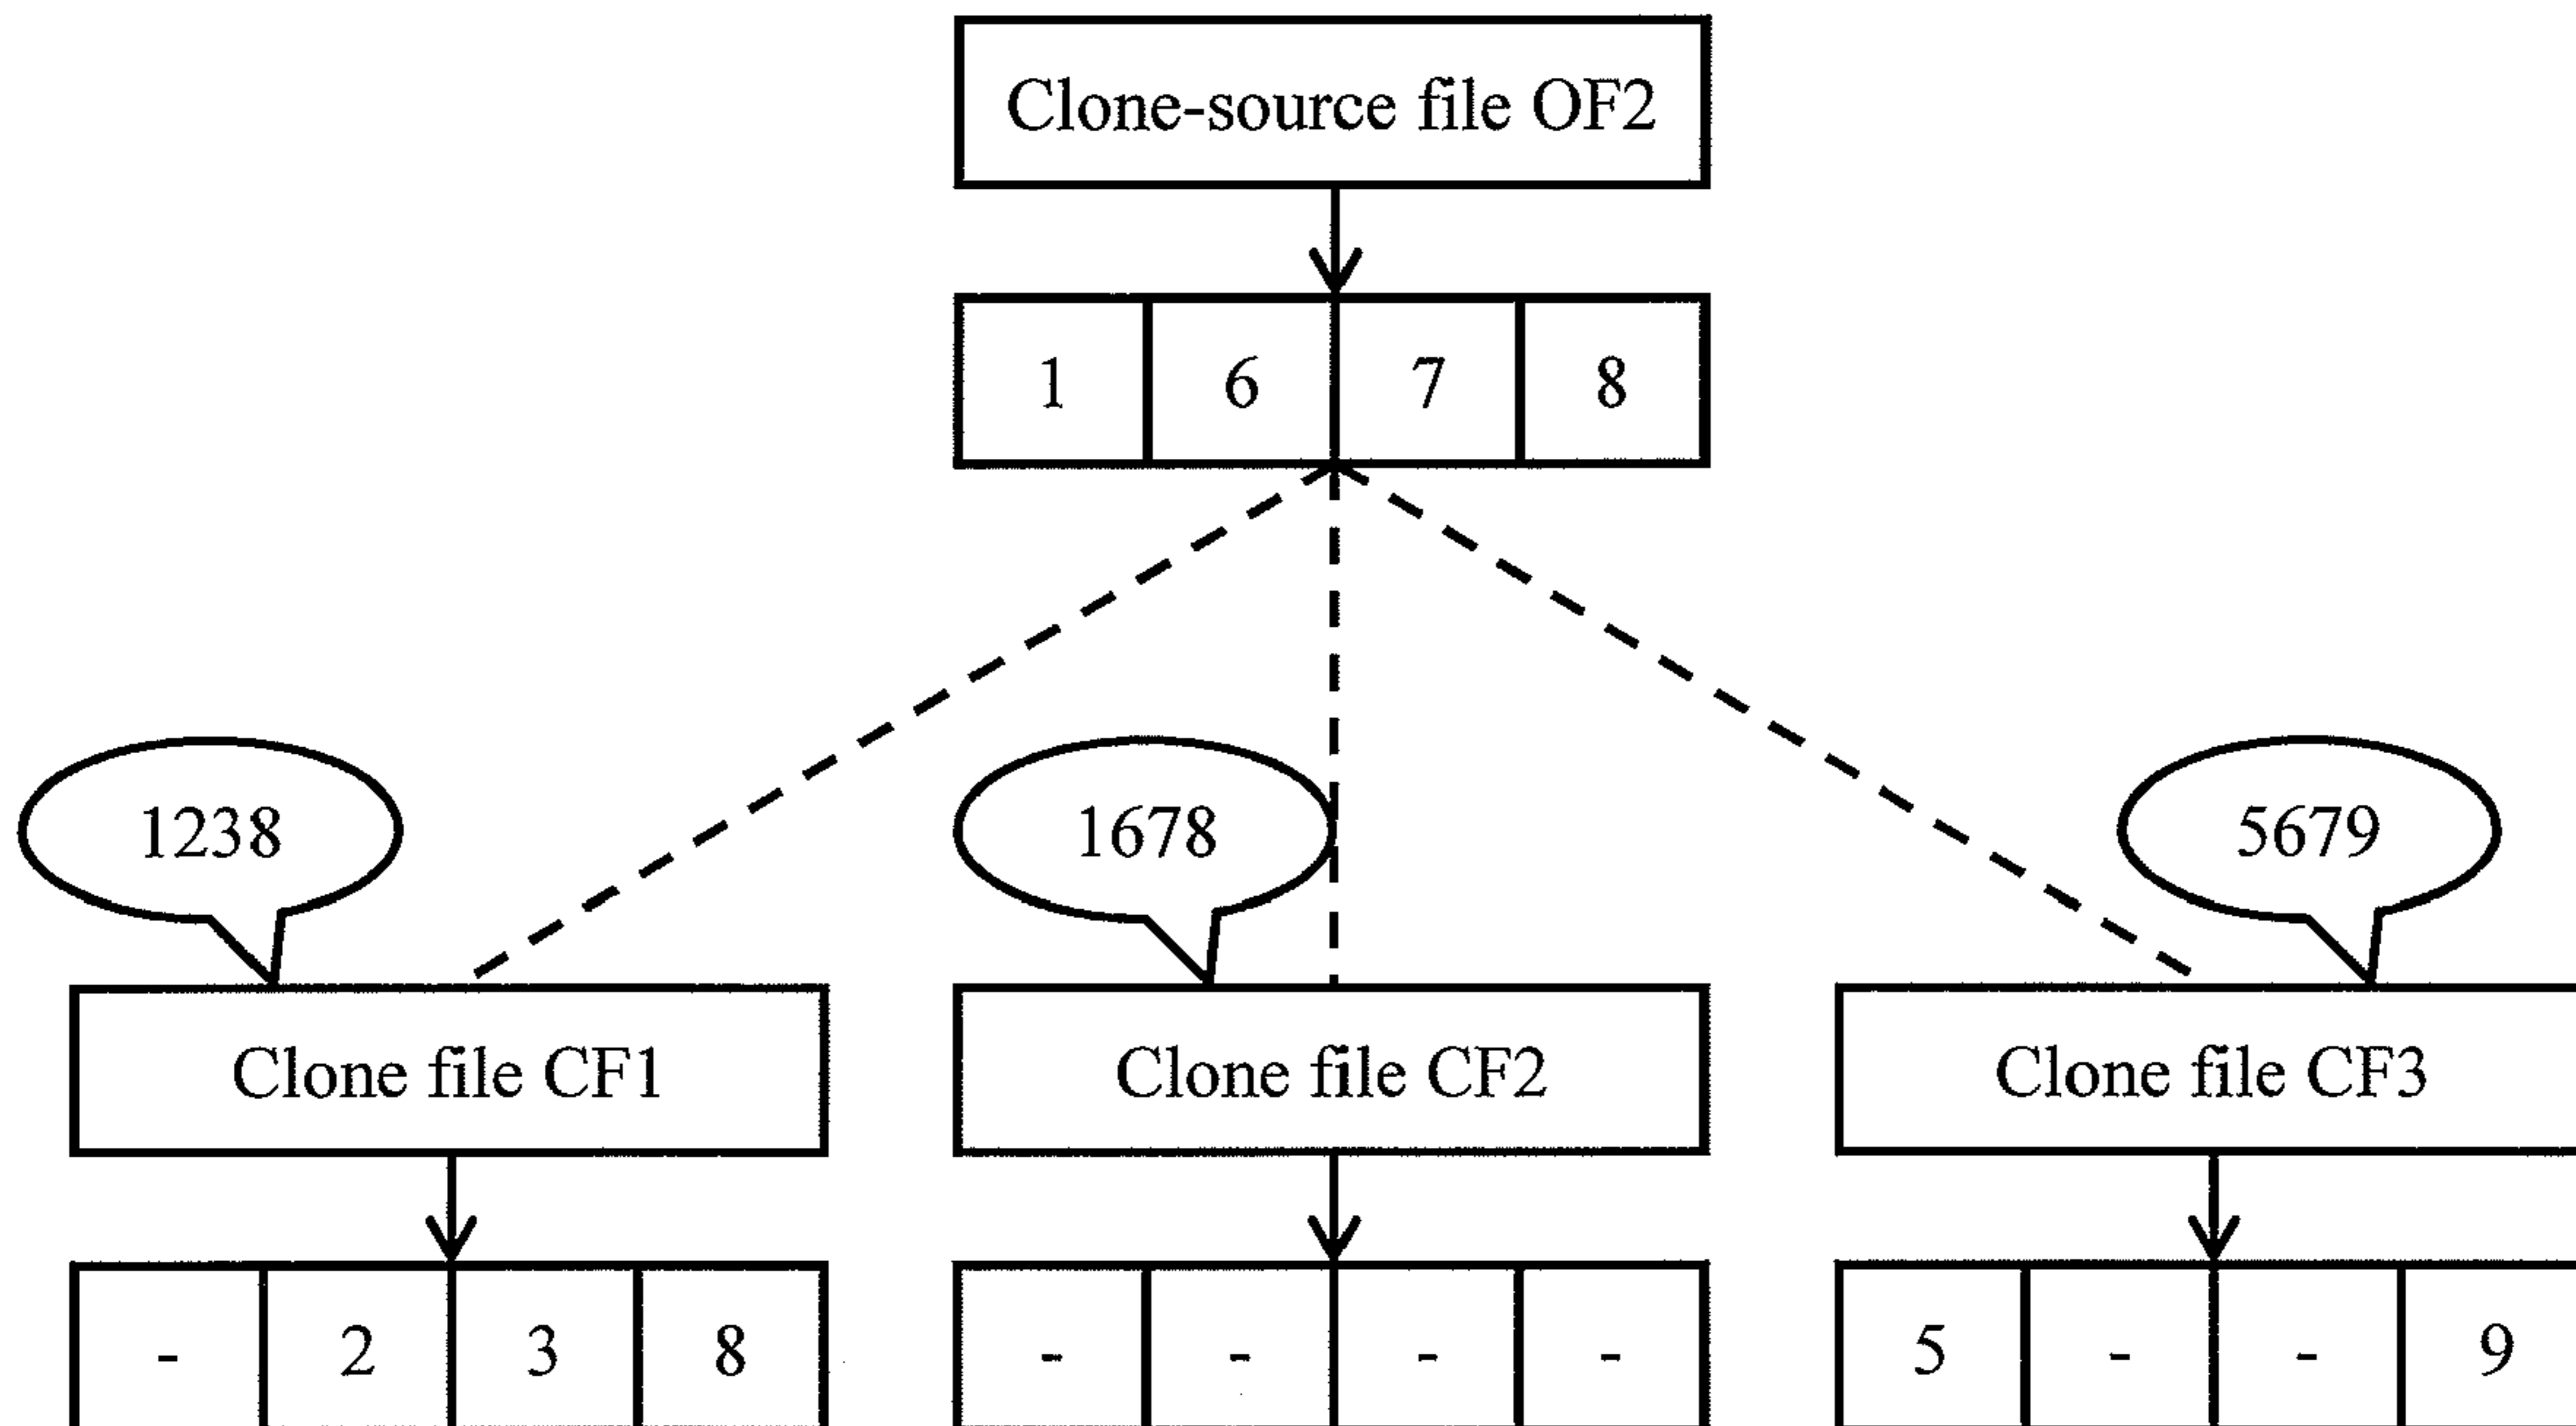 Clone-source file OF2
1 6 7 8
1238 1678 5679
Clone file CF1 Clone file CF2 Clone file CF3
- 2 3 8 - - - - 5 - - 9